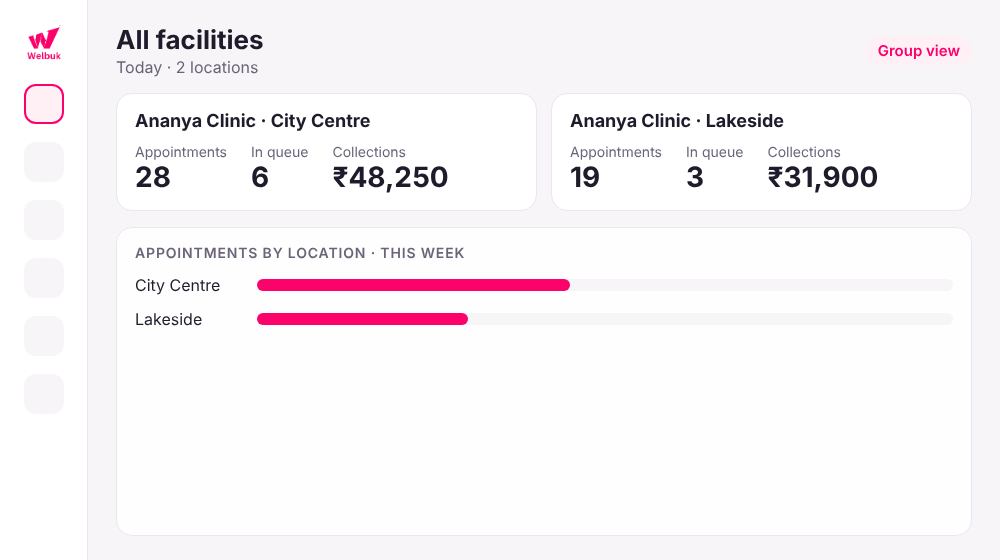 Welbuk
All facilities
Today · 2 locations
Group view
Ananya Clinic · City Centre
Appointments In queue Collections
28 6 ₹48,250
Ananya Clinic · Lakeside
Appointments In queue Collections
19 3 ₹31,900
APPOINTMENTS BY LOCATION · THIS WEEK
City Centre
Lakeside